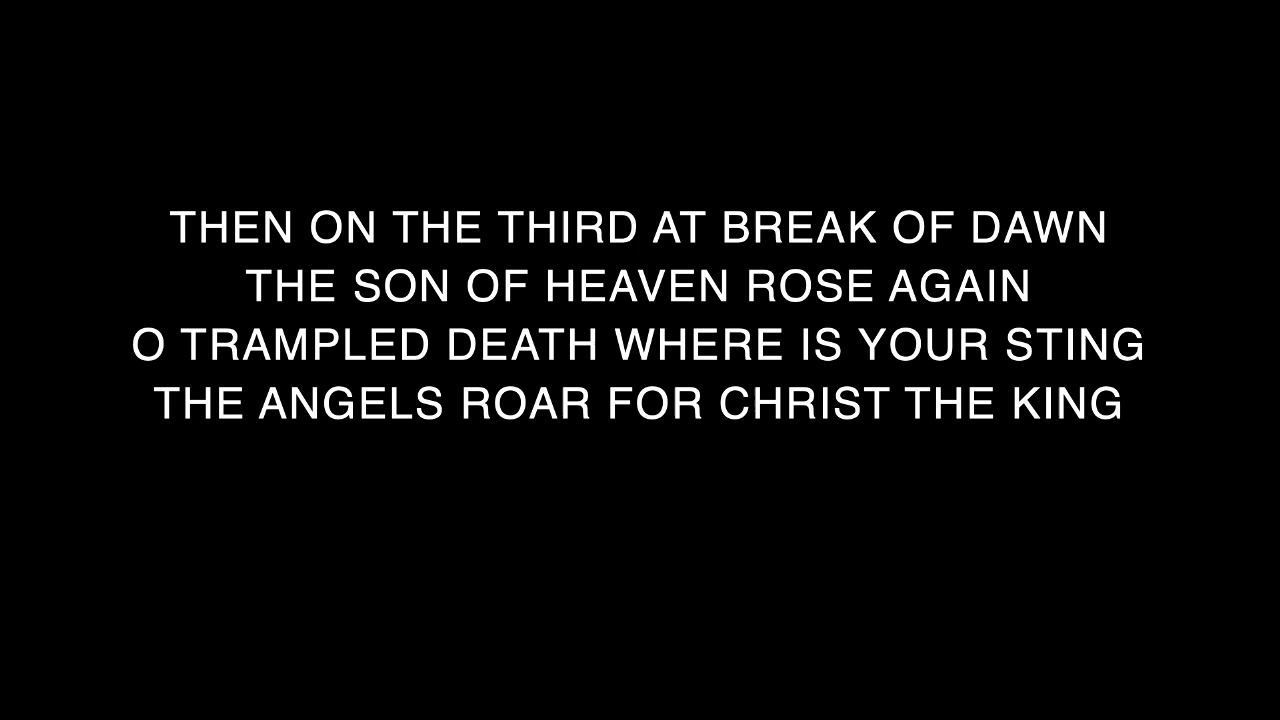 THEN ON THE THIRD AT BREAK OF DAWN
THE SON OF HEAVEN ROSE AGAIN
O TRAMPLED DEATH WHERE IS YOUR STING
THE ANGELS ROAR FOR CHRIST THE KING